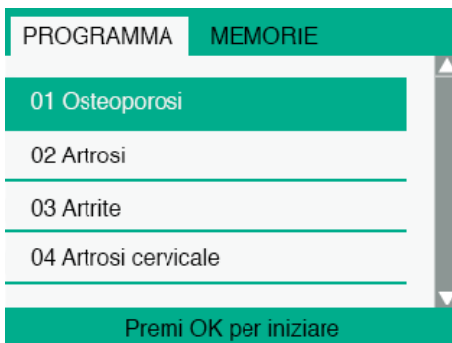 PROGRAMMA MEMORIE
01 Osteoporosi
02 Artrosi
03 Artrite
04 Artrosi cervicale
Premi OK per iniziare